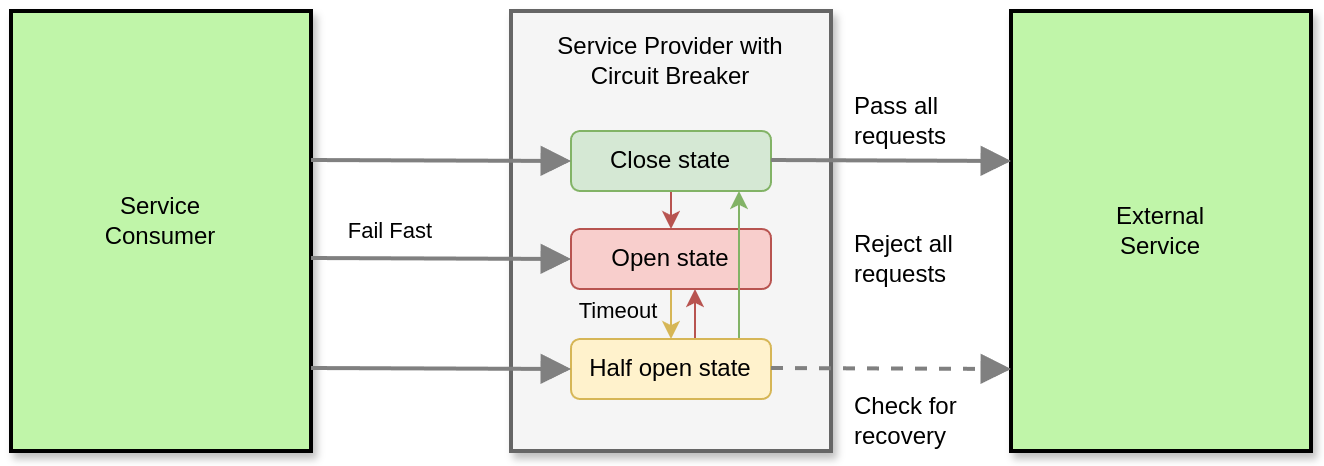 Service
Consumer
Fail Fast
Service Provider with
Circuit Breaker
Close state
Open state
Timeout
Half open state
Pass all
requests
Reject all
requests
Check for
recovery
External
Service